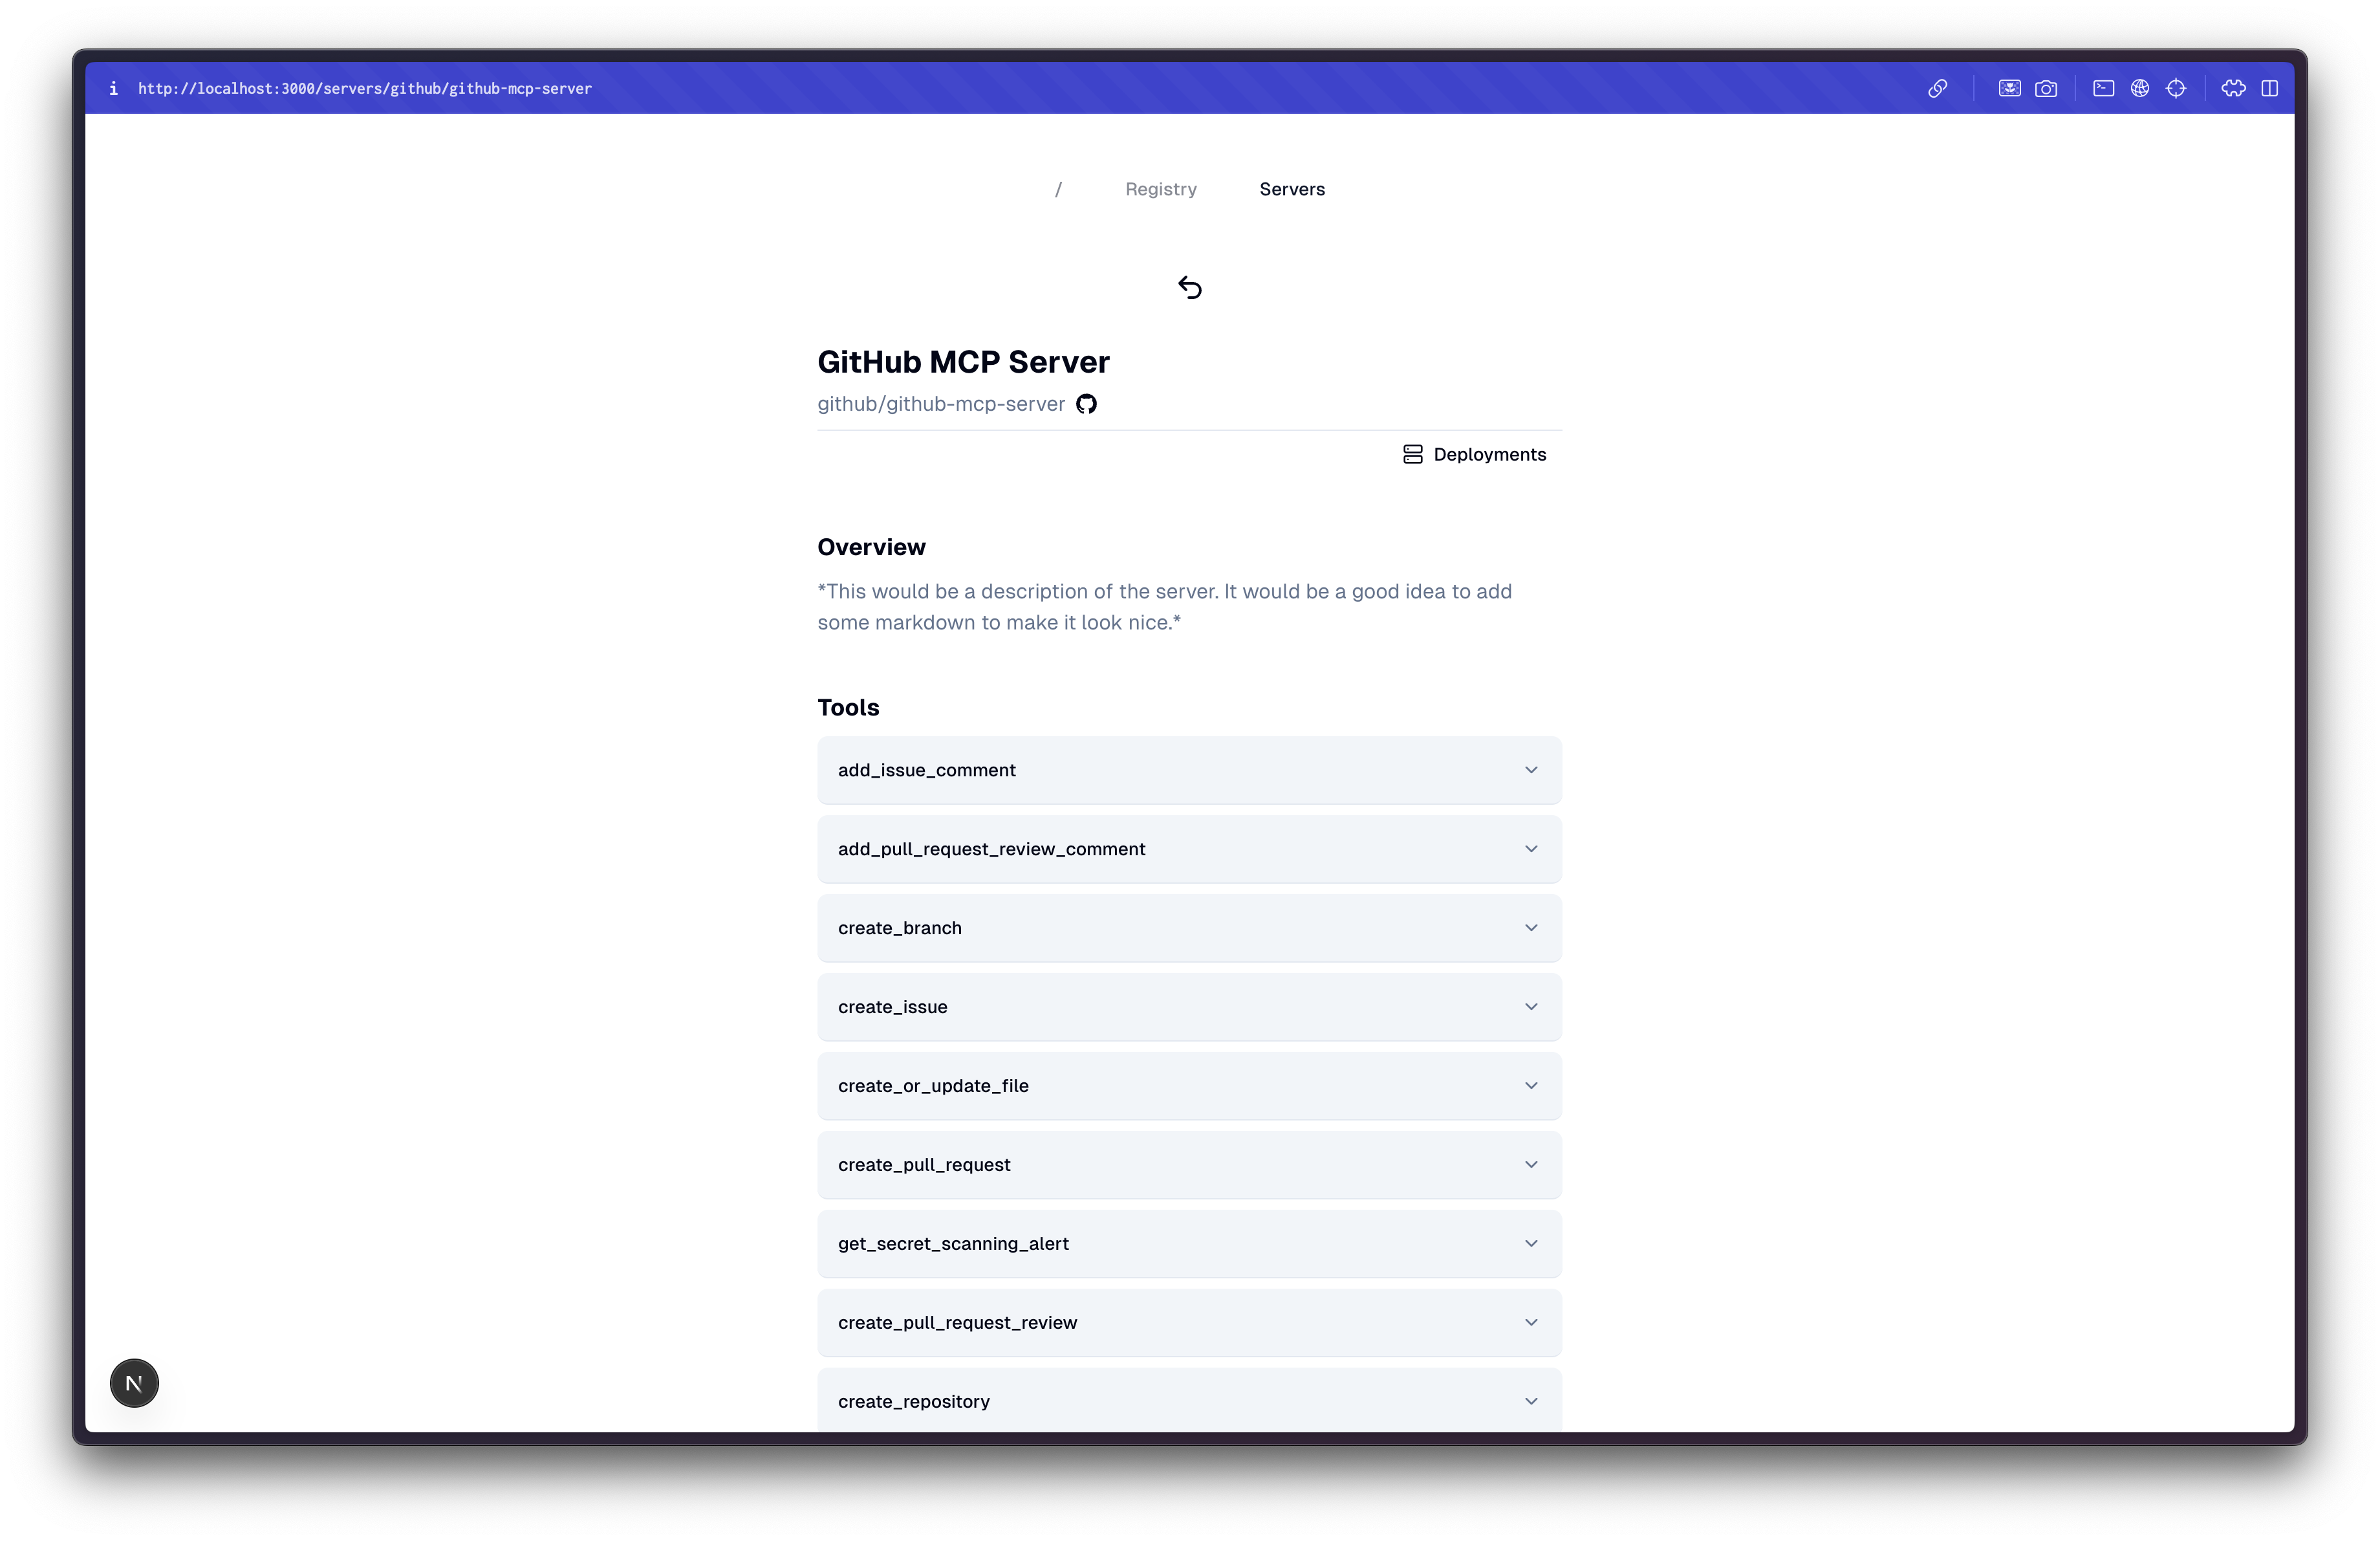 i http://localhost:3000/servers/github/github-mcp-server
/ Registry Servers
GitHub MCP Server
github/github-mcp-server
Deployments
Overview
*This would be a description of the server. It would be a good idea to add
some markdown to make it look nice.*
Tools
add_issue_comment
add_pull_request_review_comment
create_branch
create_issue
create_or_update_file
create_pull_request
get_secret_scanning_alert
create_pull_request_review
create_repository
N